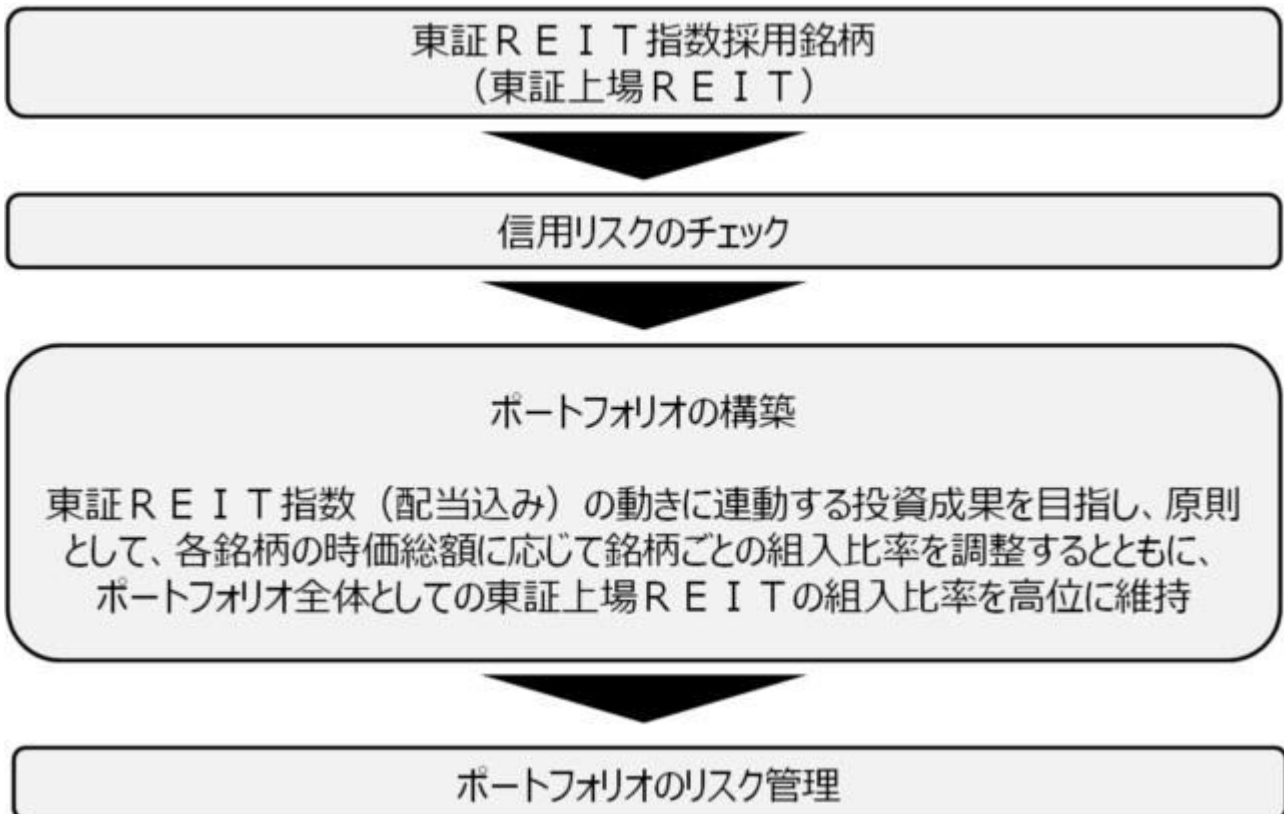 東証ＲＥＩＴ指数採用銘柄
（東証上場ＲＥＩＴ）
信用リスクのチェック
ポートフォリオの構築
東証ＲＥＩＴ指数（配当込み）の動きに連動する投資成果を目指し、原則
として、各銘柄の時価総額に応じて銘柄ごとの組入比率を調整するとともに、
ポートフォリオ全体としての東証上場ＲＥＩＴの組入比率を高位に維持
ポートフォリオのリスク管理